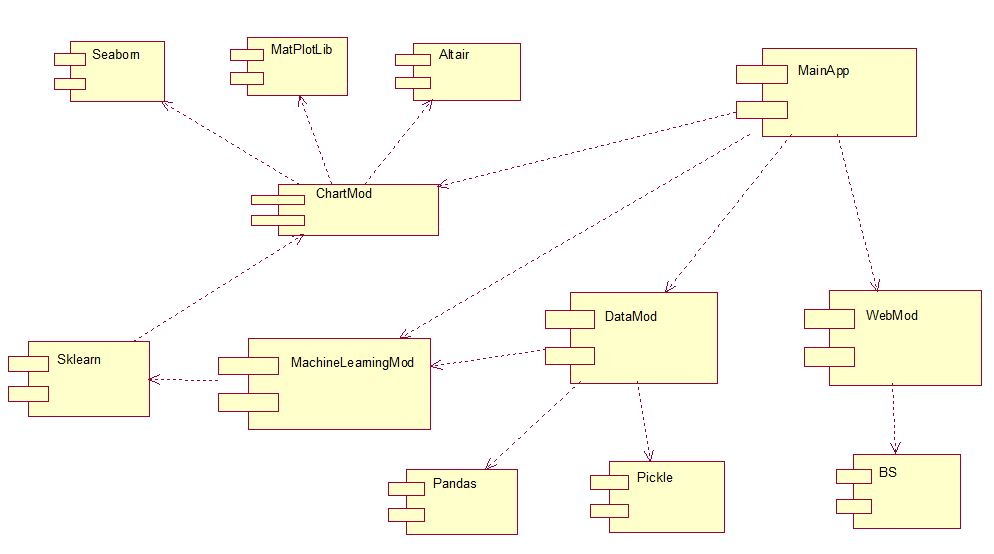 Seaborn
MatPlotLib
Altair
MainApp
ChartMod
DataMod
WebMod
Sklearn
MachineLearningMod
Pandas
Pickle
BS